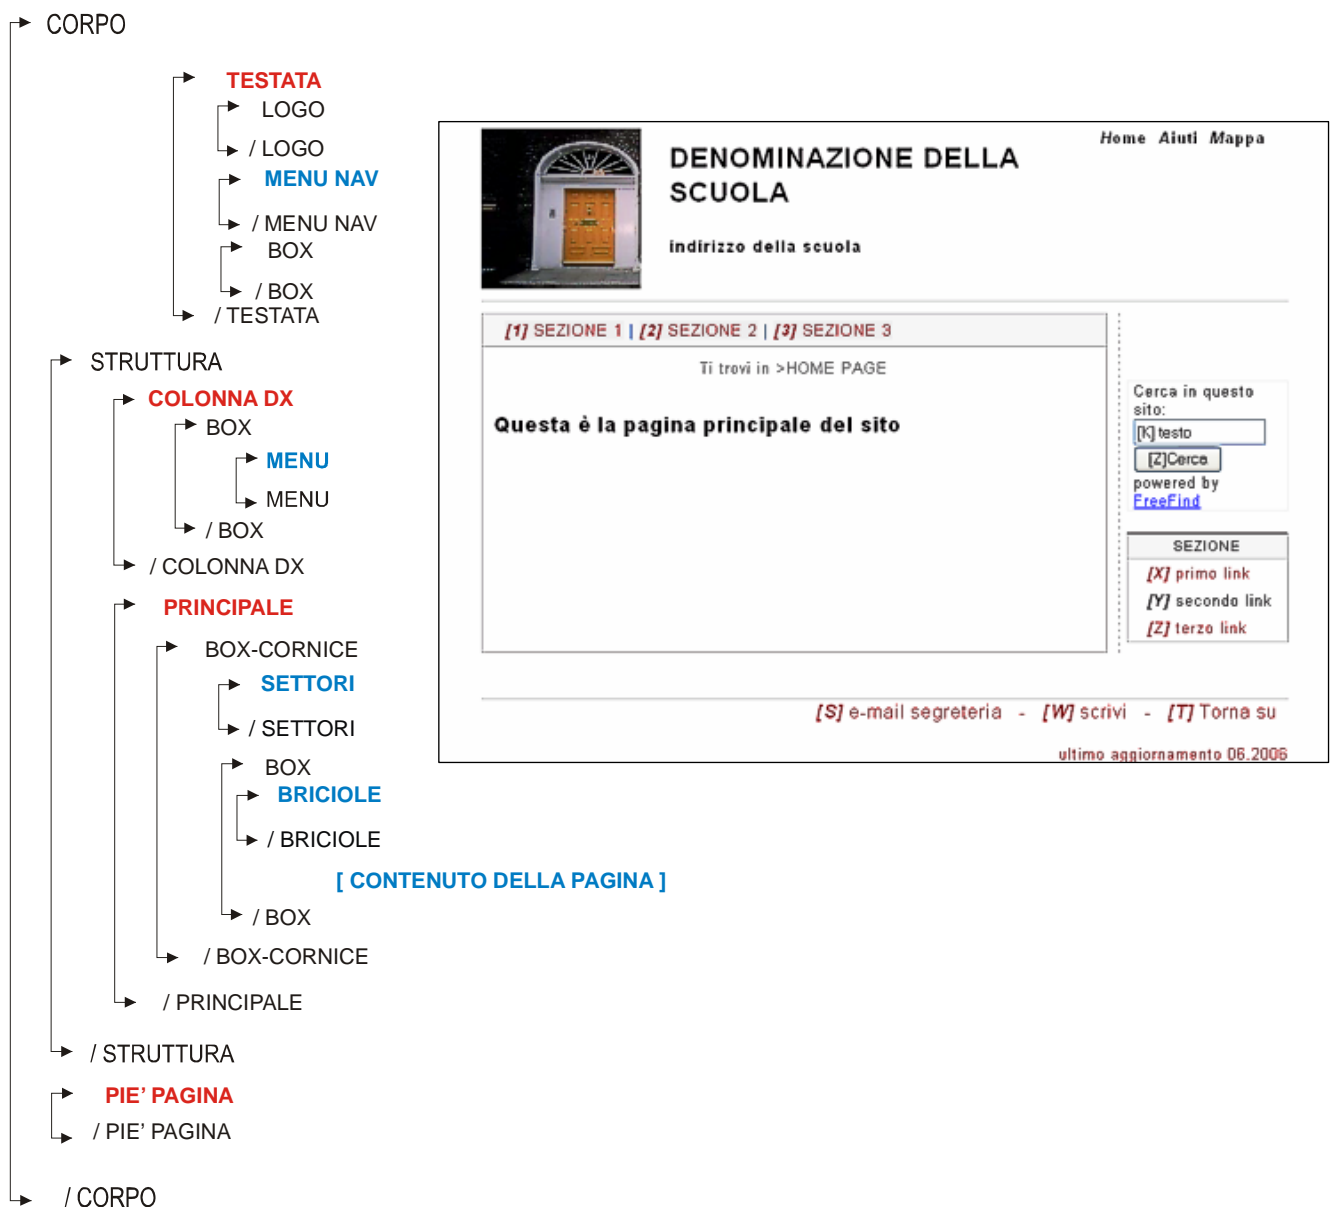 CORPO
TESTATA
LOGO
/ LOGO
MENU NAV
/ MENU NAV
BOX
/ BOX
/ TESTATA
STRUTTURA
COLONNA DX
BOX
MENU
MENU
/ BOX
/ COLONNA DX
PRINCIPALE
BOX-CORNICE
SETTORI
/ SETTORI
BOX
BRICIOLE
/ BRICIOLE
[ CONTENUTO DELLA PAGINA ]
/ BOX
/ BOX-CORNICE
/ PRINCIPALE
/ STRUTTURA
PIE' PAGINA
/ PIE' PAGINA
/ CORPO
Home Aiuti Mappa
DENOMINAZIONE DELLA
SCUOLA
indirizzo della scuola
[1] SEZIONE 1 | [2] SEZIONE 2 | [3] SEZIONE 3
Ti trovi in >HOME PAGE
Questa è la pagina principale del sito
Cerca in questo
sito:
[K] testo
[Z]Cerca
powered by
FreeFind
SEZIONE
[X] primo link
[Y] secondo link
[Z] terzo link
[S] e-mail segreteria - [W] scrivi - [T] Torna su
ultimo aggiornamento 06.2006